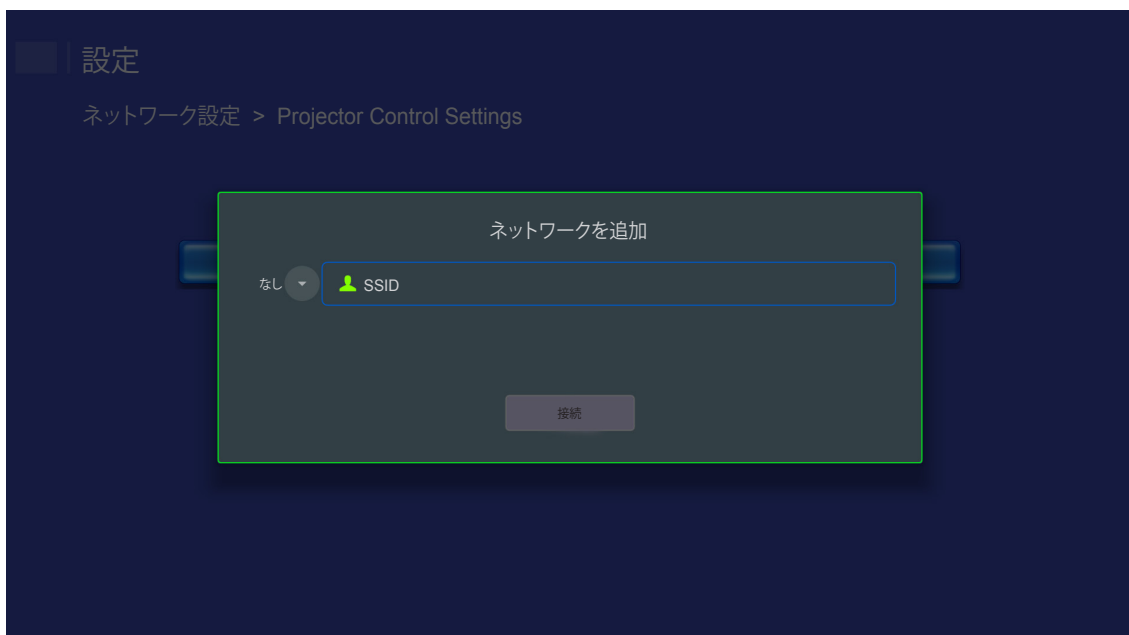 設定
ネットワーク設定 > Projector Control Settings
ネットワークを追加
なし SSID
接続